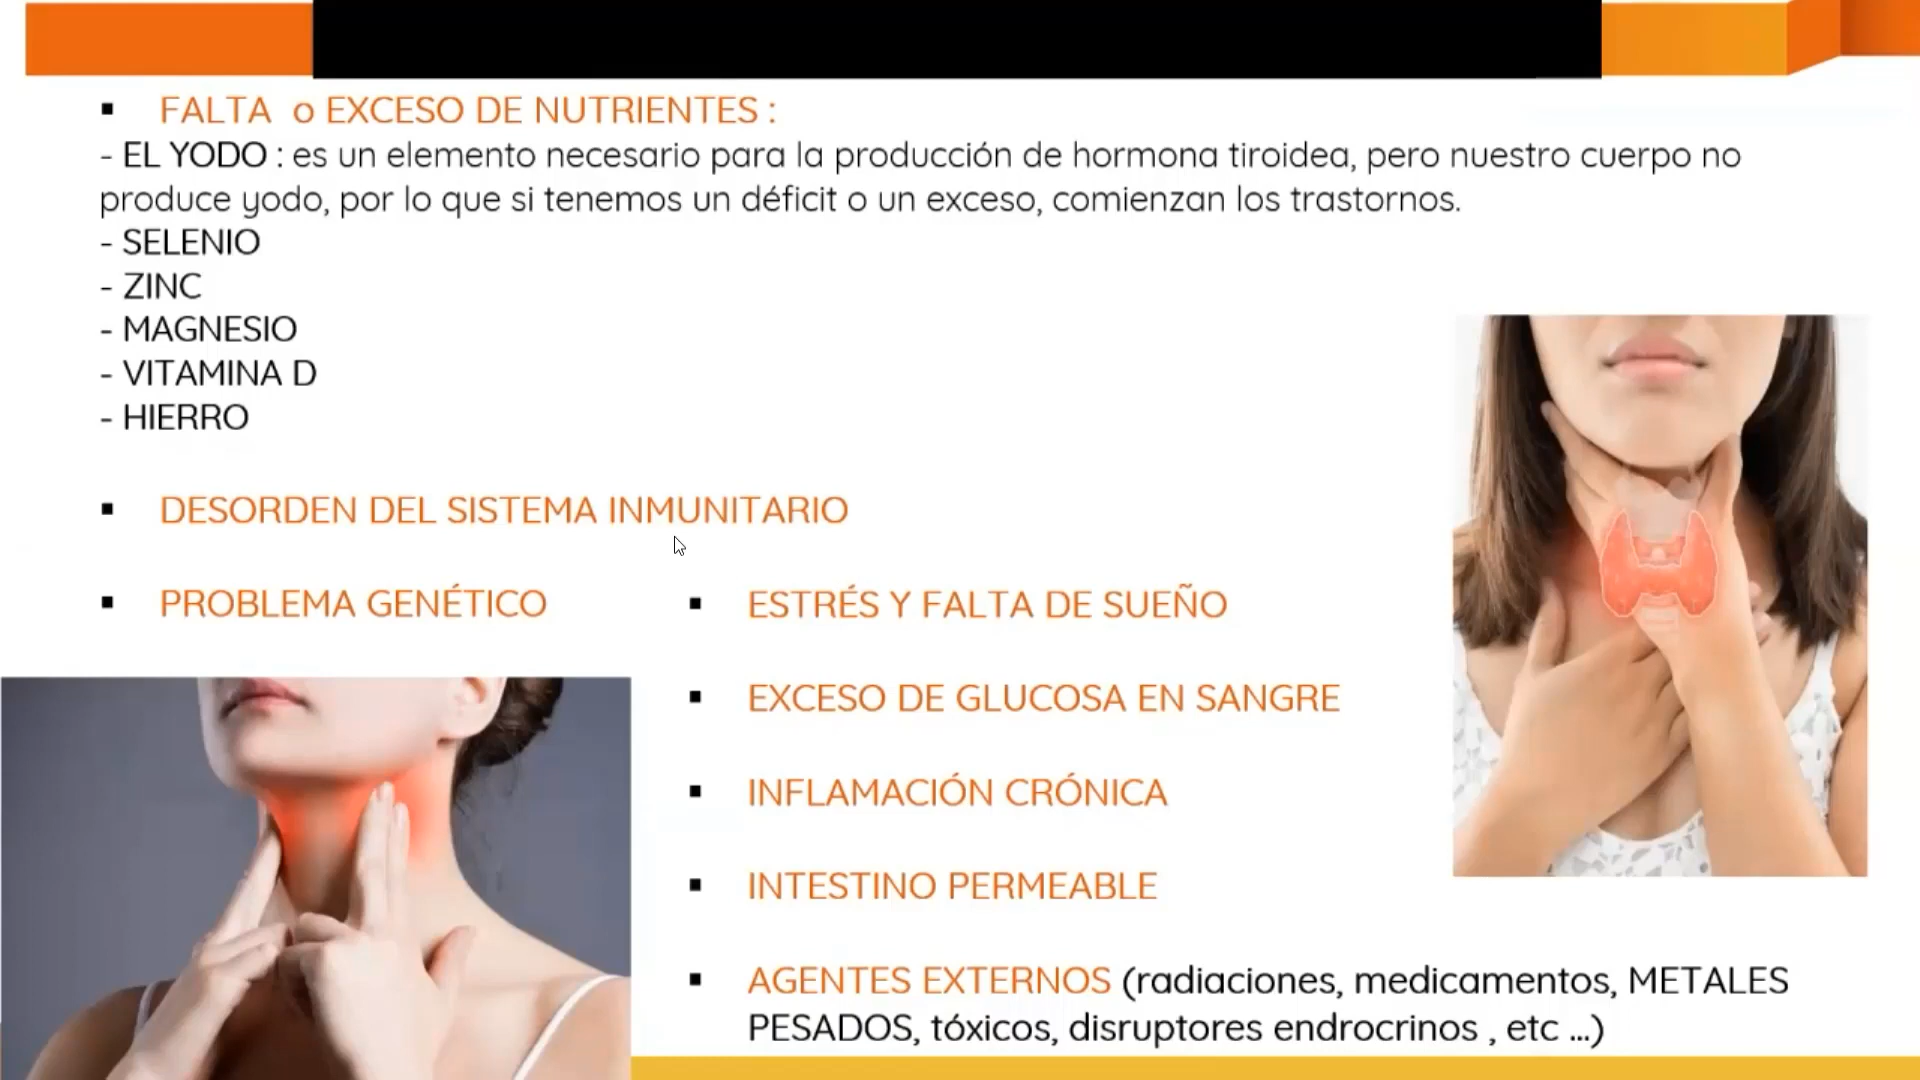 ▪ FALTA o EXCESO DE NUTRIENTES :
- EL YODO : es un elemento necesario para la producción de hormona tiroidea, pero nuestro cuerpo no
produce yodo, por lo que si tenemos un déficit o un exceso, comienzan los trastornos.
- SELENIO
- ZINC
- MAGNESIO
- VITAMINA D
- HIERRO
▪ DESORDEN DEL SISTEMA INMUNITARIO
▪ PROBLEMA GENÉTICO
▪ ESTRÉS Y FALTA DE SUEÑO
▪ EXCESO DE GLUCOSA EN SANGRE
▪ INFLAMACIÓN CRÓNICA
▪ INTESTINO PERMEABLE
▪ AGENTES EXTERNOS (radiaciones, medicamentos, METALES
PESADOS, tóxicos, disruptores endrocrinos , etc ...)